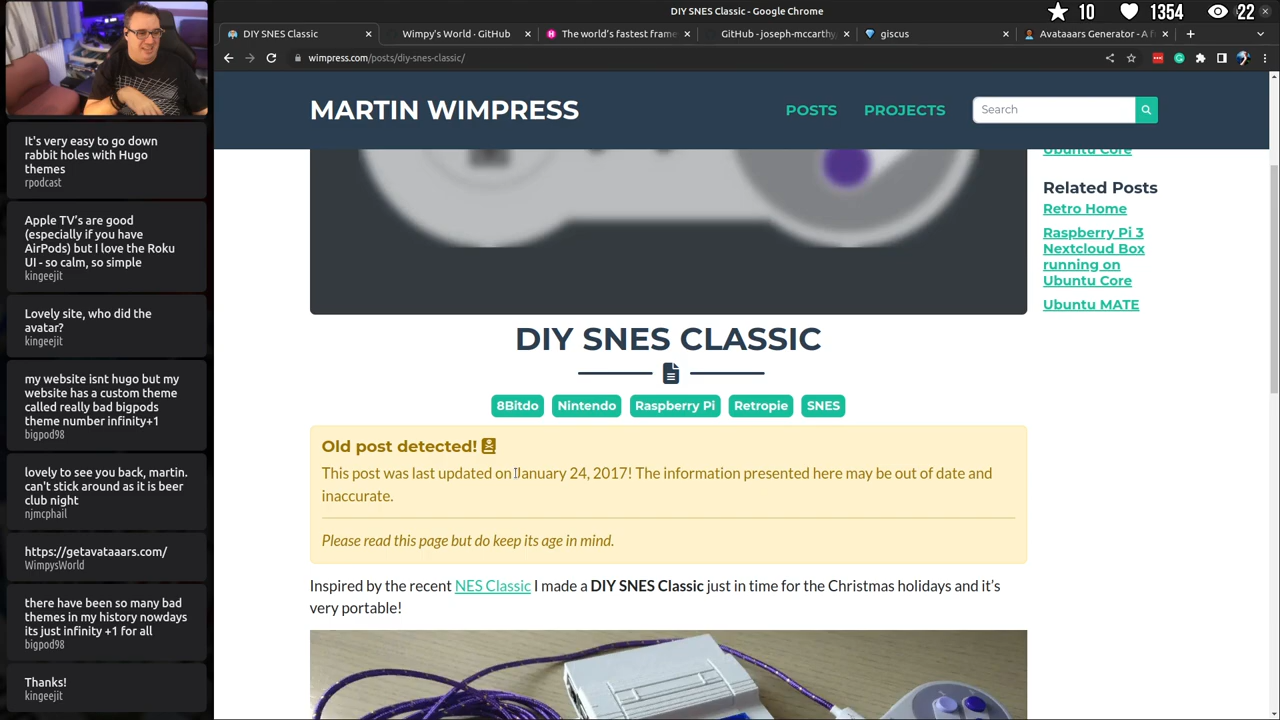 DIY SNES Classic - Google Chrome
10
1354
22
DIY SNES Classic
Wimpy's World · GitHub
The world's fastest frame
GitHub - joseph-mccarth
giscus
Avataaars Generator - A f
wimpress.com/posts/diy-snes-classic/
MARTIN WIMPRESS
POSTS
PROJECTS
Search
It's very easy to go down
rabbit holes with Hugo
themes
rpodcast
Apple TV's are good
(especially if you have
AirPods) but I love the Roku
UI - so calm, so simple
kingeejit
Lovely site, who did the
avatar?
kingeejit
my website isnt hugo but my
website has a custom theme
called really bad bigpods
theme number infinity+1
bigpod98
lovely to see you back, martin.
can't stick around as it is beer
club night
njmcphail
https://getavataaars.com/
WimpysWorld
there have been so many bad
themes in my history nowdays
its just infinity +1 for all
bigpod98
Thanks!
kingeejit
DIY SNES CLASSIC
8Bitdo
Nintendo
Raspberry Pi
Retropie
SNES
Old post detected!
This post was last updated on January 24, 2017! The information presented here may be out of date and
inaccurate.
Please read this page but do keep its age in mind.
Inspired by the recent NES Classic I made a DIY SNES Classic just in time for the Christmas holidays and it's
very portable!
Ubuntu Core
Related Posts
Retro Home
Raspberry Pi 3
Nextcloud Box
running on
Ubuntu Core
Ubuntu MATE